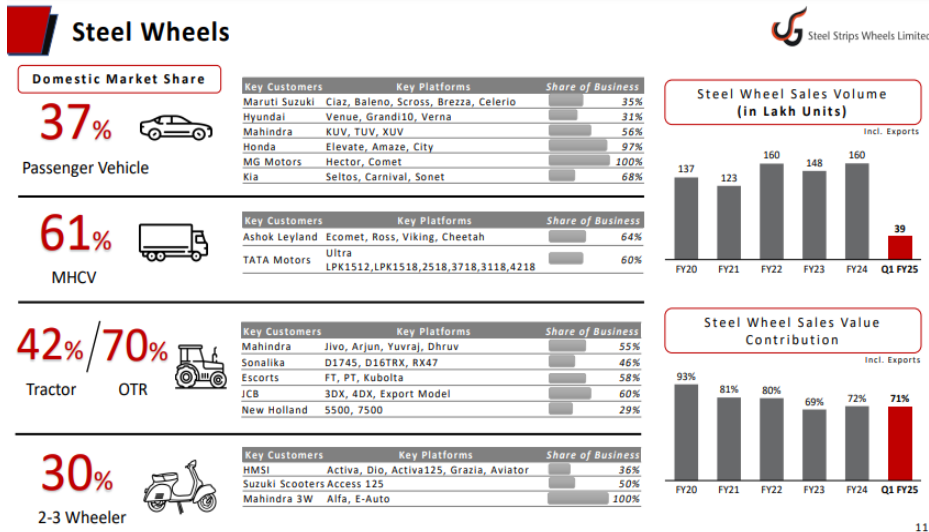 Steel Wheels
Steel Strips Wheels Limited
Domestic Market Share
37%
Passenger Vehicle
Key Customers Key Platforms Share of Business
Maruti Suzuki Ciaz, Baleno, Scross, Brezza, Celerio 35%
Hyundai Venue, Grandi10, Verna 31%
Mahindra KUV, TUV, XUV 56%
Honda Elevate, Amaze, City 97%
MG Motors Hector, Comet 100%
Kia Seltos, Carnival, Sonet 68%
61%
MHCV
Key Customers Key Platforms Share of Business
Ashok Leyland Ecomet, Ross, Viking, Cheetah 64%
TATA Motors Ultra
LPK1512,LPK1518,2518,3718,3118,4218 60%
42%/70%
Tractor OTR
Key Customers Key Platforms Share of Business
Mahindra Jivo, Arjun, Yuvraj, Dhruv 55%
Sonalika D1745, D16TRX, RX47 46%
Escorts FT, PT, Kubolta 58%
JCB 3DX, 4DX, Export Model 60%
New Holland 5500, 7500 29%
30%
2-3 Wheeler
Key Customers Key Platforms Share of Business
HMSI Activa, Dio, Activa125, Grazia, Aviator 36%
Suzuki Scooters Access 125 50%
Mahindra 3W Alfa, E-Auto 100%
Steel Wheel Sales Volume
(in Lakh Units)
Incl. Exports
137 123 160 148 160 39
FY20 FY21 FY22 FY23 FY24 Q1 FY25
Steel Wheel Sales Value
Contribution
Incl. Exports
93% 81% 80% 69% 72% 71%
FY20 FY21 FY22 FY23 FY24 Q1 FY25
11